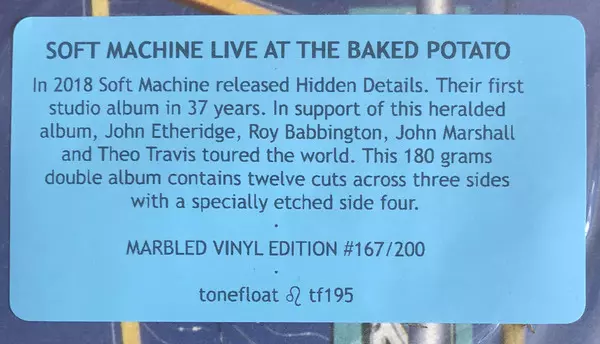 SOFT MACHINE LIVE AT THE BAKED POTATO
In 2018 Soft Machine released Hidden Details. Their first
studio album in 37 years. In support of this heralded
album, John Etheridge, Roy Babbington, John Marshall
and Theo Travis toured the world. This 180 grams
double album contains twelve cuts across three sides
with a specially etched side four.
·
MARBLED VINYL EDITION #167/200
·
tonefloat ♌ tf195